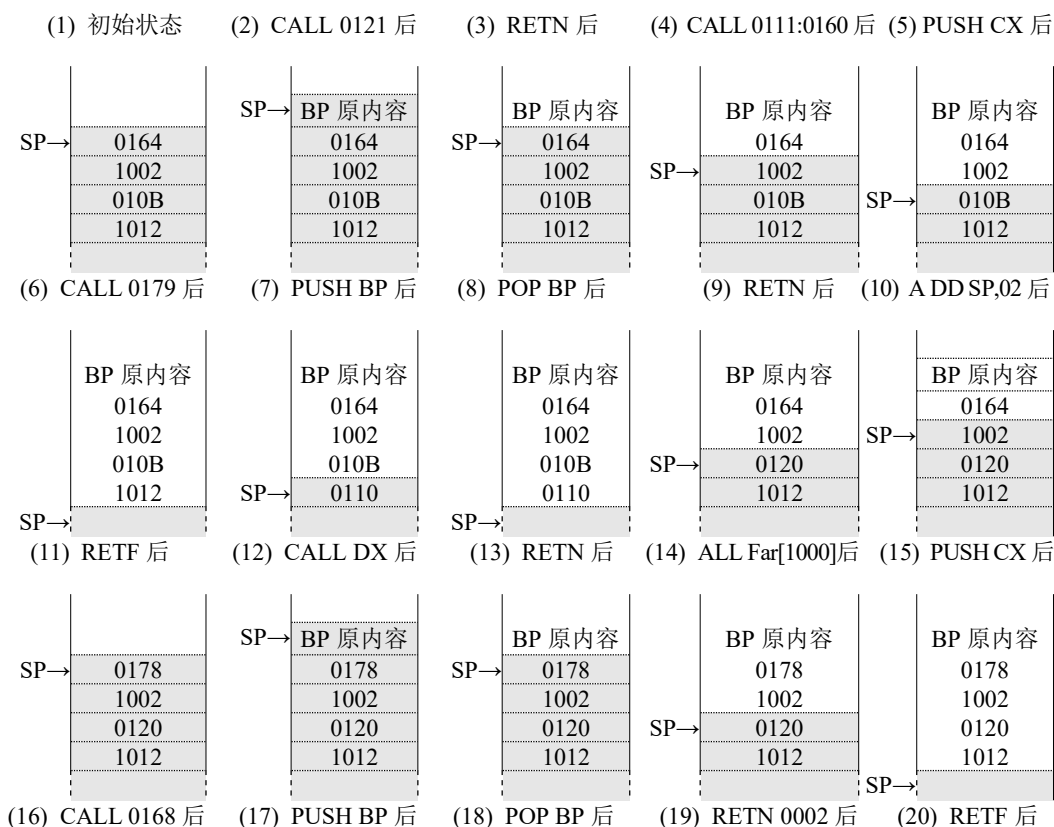 (1) 初始状态 (2) CALL 0121 后 (3) RETN 后 (4) CALL 0111:0160 后 (5) PUSH CX 后
SP→ BP 原内容 BP 原内容 BP 原内容 BP 原内容
SP→ 0164 0164 SP→ 0164 0164 0164
1002 1002 1002 SP→ 1002 1002
010B 010B 010B 010B SP→ 010B
1012 1012 1012 1012 1012
(6) CALL 0179 后 (7) PUSH BP 后 (8) POP BP 后 (9) RETN 后 (10) A DD SP,02 后
BP 原内容 BP 原内容 BP 原内容 BP 原内容 BP 原内容
0164 0164 0164 0164 0164
1002 1002 1002 1002 SP→ 1002
010B 010B 010B SP→ 0120 0120
1012 SP→ 0110 0110 1012 1012
SP→ SP→
(11) RETF 后 (12) CALL DX 后 (13) RETN 后 (14) ALL Far[1000]后 (15) PUSH CX 后
SP→ BP 原内容 BP 原内容 BP 原内容 BP 原内容
SP→ 0178 0178 SP→ 0178 0178 0178
1002 1002 1002 1002 1002
0120 0120 0120 SP→ 0120 0120
1012 1012 1012 1012 1012
SP→
(16) CALL 0168 后 (17) PUSH BP 后 (18) POP BP 后 (19) RETN 0002 后 (20) RETF 后